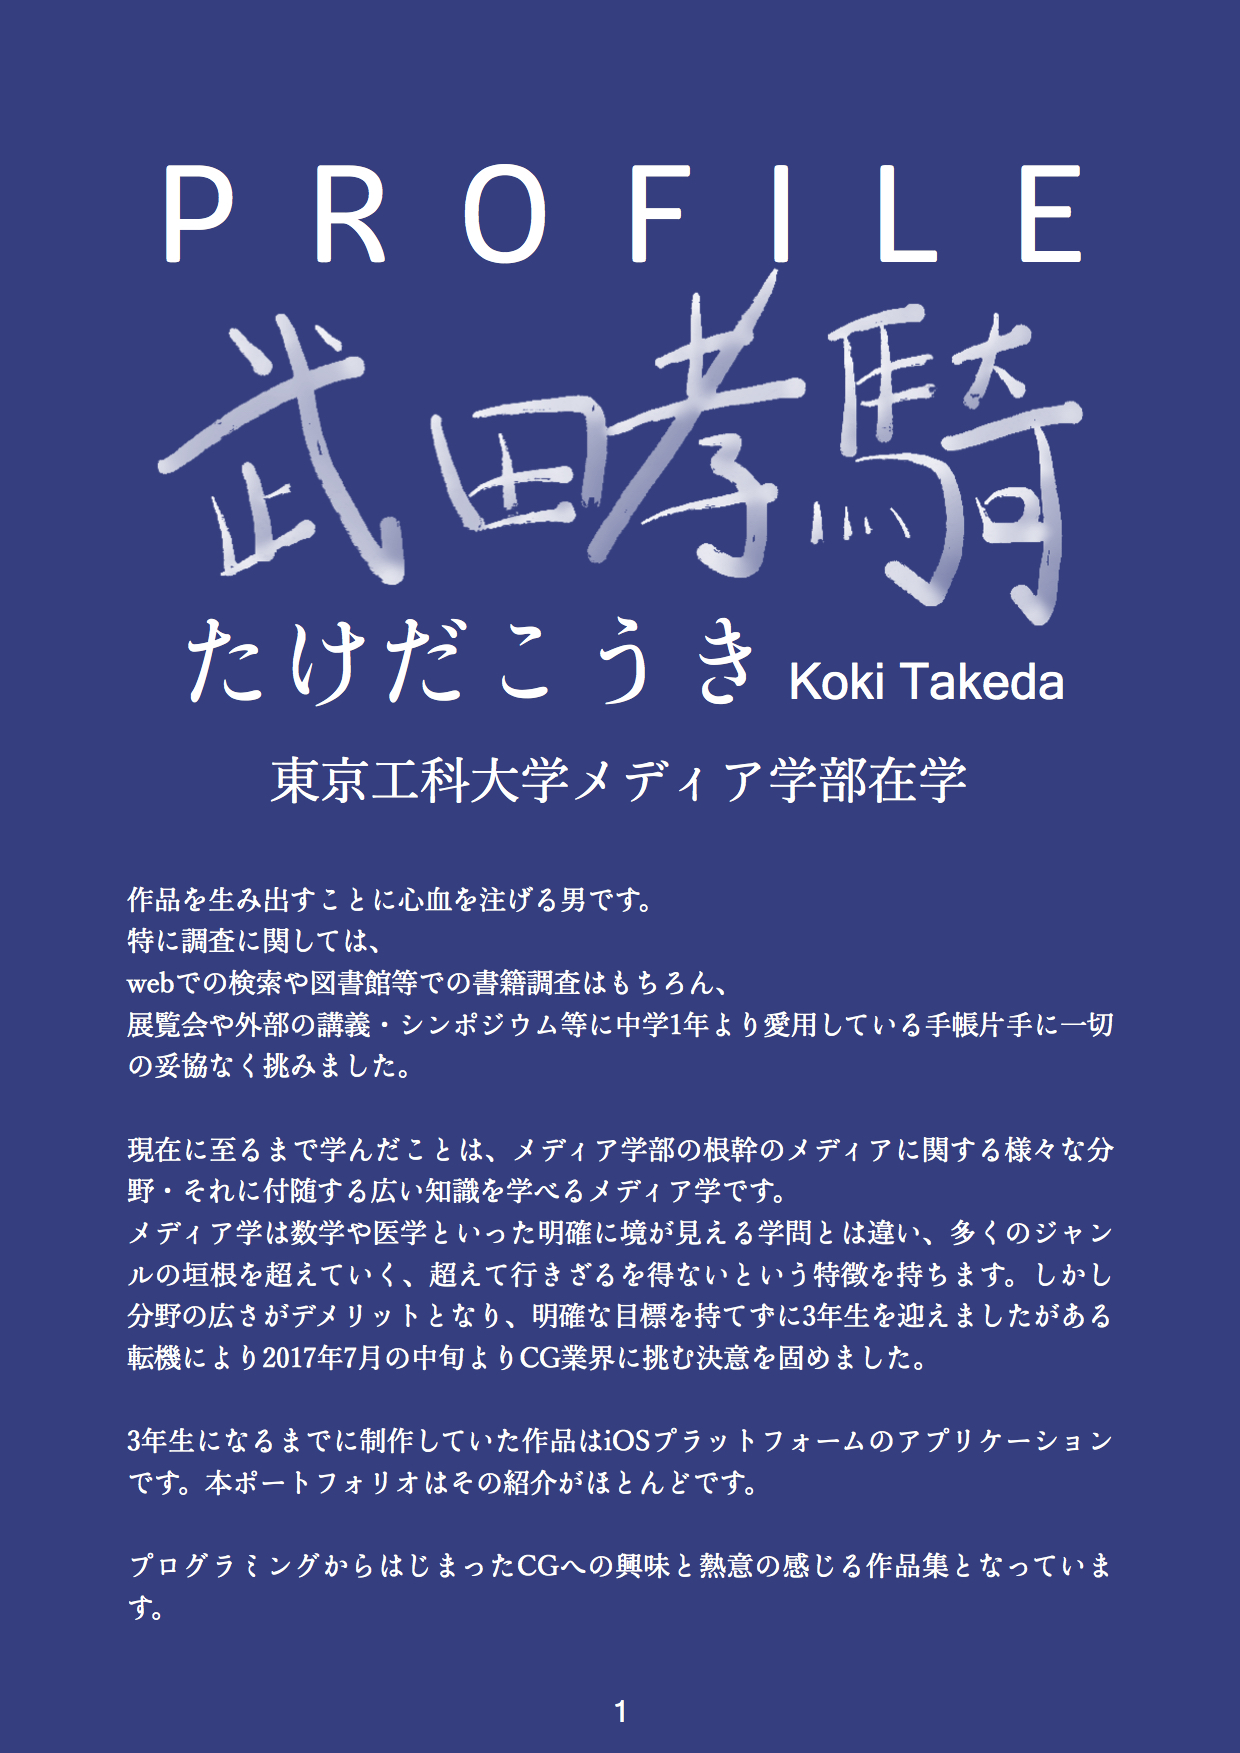 PROFILE
武田孝騎
たけだこうき Koki Takeda
東京工科大学メディア学部在学
作品を生み出すことに心血を注げる男です。
特に調査に関しては、
webでの検索や図書館等での書籍調査はもちろん、
展覧会や外部の講義・シンポジウム等に中学1年より愛用している手帳片手に一切
の妥協なく挑みました。
現在に至るまで学んだことは、メディア学部の根幹のメディアに関する様々な分
野・それに付随する広い知識を学べるメディア学です。
メディア学は数学や医学といった明確に境が見える学問とは違い、多くのジャン
ルの垣根を超えていく、超えて行きざるを得ないという特徴を持ちます。しかし
分野の広さがデメリットとなり、明確な目標を持てずに3年生を迎えましたがある
転機により2017年7月の中旬よりCG業界に挑む決意を固めました。
3年生になるまでに制作していた作品はiOSプラットフォームのアプリケーション
です。本ポートフォリオはその紹介がほとんどです。
プログラミングからはじまったCGへの興味と熱意の感じる作品集となっていま
す。
1